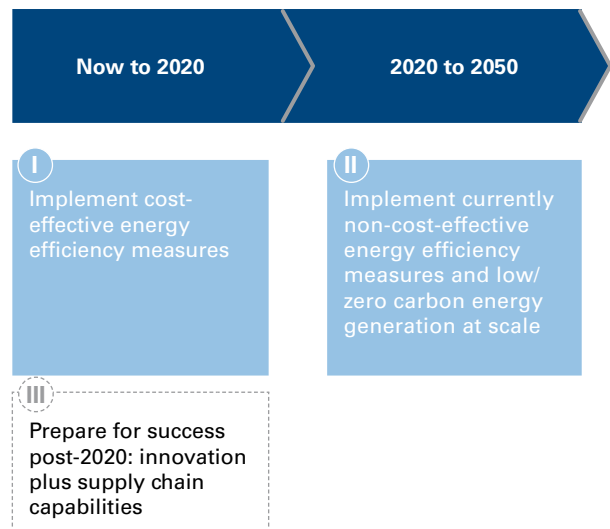 Now to 2020
2020 to 2050
I
Implement cost-
effective energy
efficiency measures
II
Implement currently
non-cost-effective
energy efficiency
measures and low/
zero carbon energy
generation at scale
III
Prepare for success
post-2020: innovation
plus supply chain
capabilities